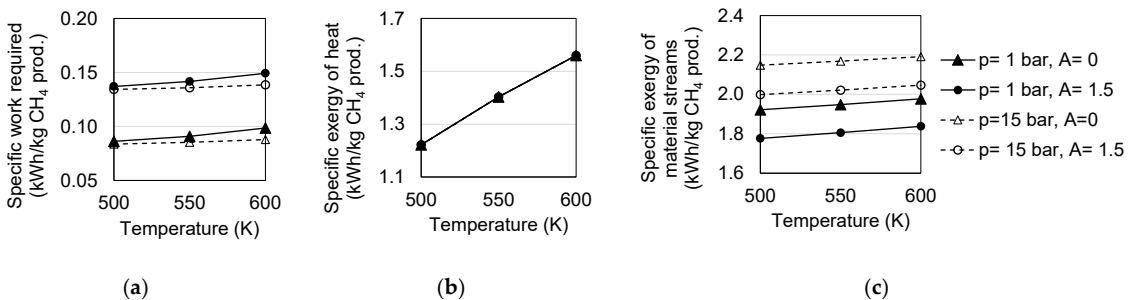 Specific work required
(kWh/kg CH4 prod.)
0.20
0.15
0.10
0.05
500 550 600
Temperature (K)
(a)
Specific exergy of heat
(kWh/kg CH4 prod.)
1.7
1.5
1.3
1.1
500 550 600
Temperature (K)
(b)
Specific exergy of
material streams
(kWh/kg CH4 prod.)
2.4
2.2
2.0
1.8
1.6
500 550 600
Temperature (K)
(c)
p= 1 bar, A= 0
p= 1 bar, A= 1.5
p=15 bar, A=0
p= 15 bar, A= 1.5